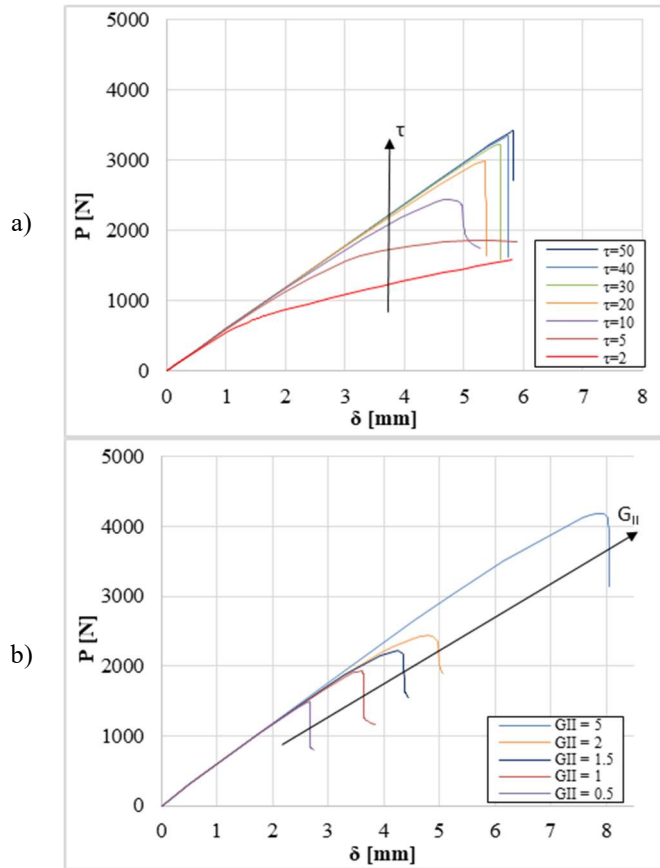 a)
P [N]
5000
4000
3000
2000
1000
0
τ
τ=50
τ=40
τ=30
τ=20
τ=10
τ=5
τ=2
0 1 2 3 4 5 6 7 8
δ [mm]
b)
P [N]
5000
4000
3000
2000
1000
0
GII
GII = 5
GII = 2
GII = 1.5
GII = 1
GII = 0.5
0 1 2 3 4 5 6 7 8
δ [mm]